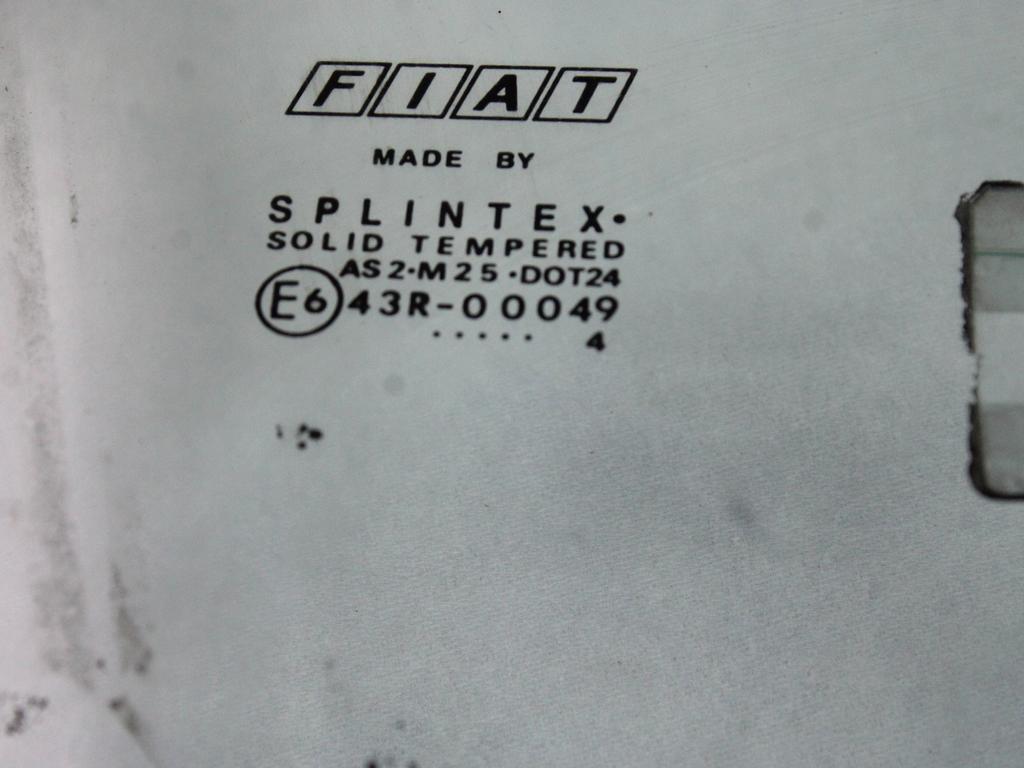 FIAT
MADE BY
SPLINTEX•
SOLID TEMPERED
AS2•M25•DOT24
E6 43R-00049
..... 4